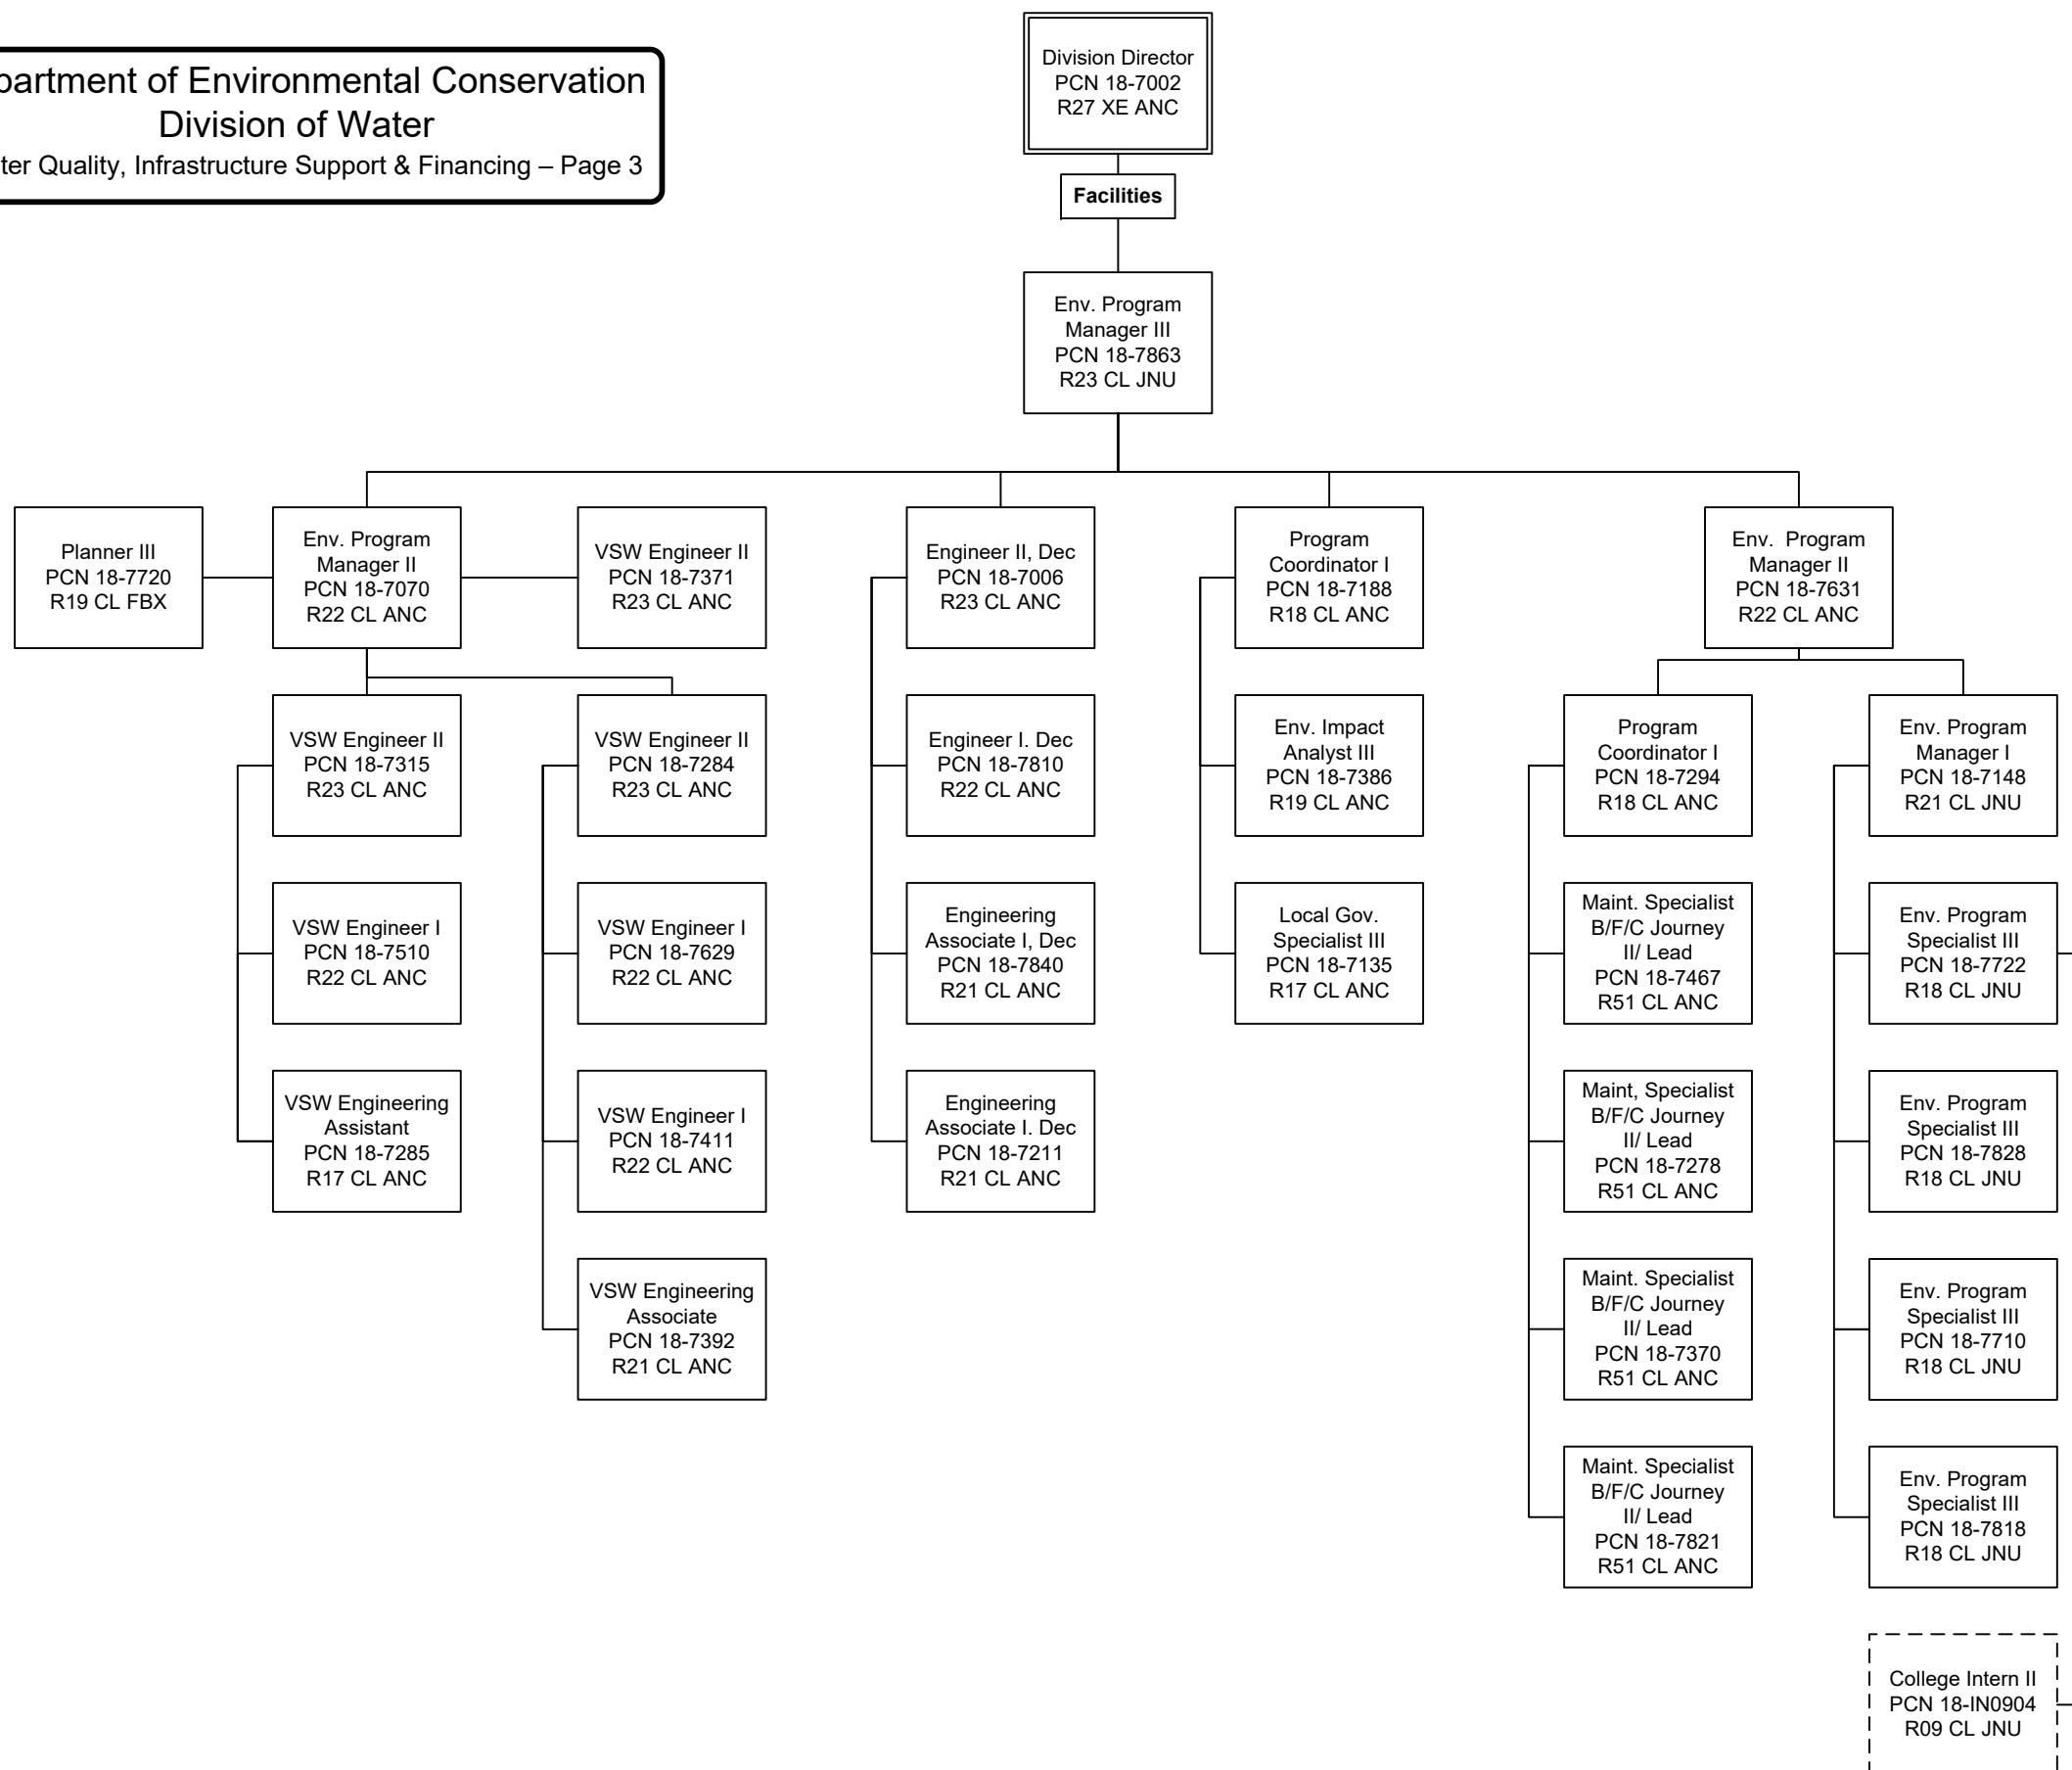 Division Director
PCN 18-7002
R27 XE ANC
partment of Environmental Conservation
Division of Water
ter Quality, Infrastructure Support & Financing – Page 3
Facilities
Env. Program
Manager III
PCN 18-7863
R23 CL JNU
Planner III
PCN 18-7720
R19 CL FBX
Env. Program
Manager II
PCN 18-7070
R22 CL ANC
VSW Engineer II
PCN 18-7371
R23 CL ANC
Engineer II, Dec
PCN 18-7006
R23 CL ANC
Program
Coordinator I
PCN 18-7188
R18 CL ANC
Env. Program
Manager II
PCN 18-7631
R22 CL ANC
VSW Engineer II
PCN 18-7315
R23 CL ANC
VSW Engineer II
PCN 18-7284
R23 CL ANC
Engineer I. Dec
PCN 18-7810
R22 CL ANC
Env. Impact
Analyst III
PCN 18-7386
R19 CL ANC
Program
Coordinator I
PCN 18-7294
R18 CL ANC
Env. Program
Manager I
PCN 18-7148
R21 CL JNU
VSW Engineer I
PCN 18-7510
R22 CL ANC
VSW Engineer I
PCN 18-7629
R22 CL ANC
Engineering
Associate I, Dec
PCN 18-7840
R21 CL ANC
Local Gov.
Specialist III
PCN 18-7135
R17 CL ANC
Maint. Specialist
B/F/C Journey
II/ Lead
PCN 18-7467
R51 CL ANC
Env. Program
Specialist III
PCN 18-7722
R18 CL JNU
VSW Engineering
Assistant
PCN 18-7285
R17 CL ANC
VSW Engineer I
PCN 18-7411
R22 CL ANC
Engineering
Associate I. Dec
PCN 18-7211
R21 CL ANC
Maint, Specialist
B/F/C Journey
II/ Lead
PCN 18-7278
R51 CL ANC
Env. Program
Specialist III
PCN 18-7828
R18 CL JNU
VSW Engineering
Associate
PCN 18-7392
R21 CL ANC
Maint. Specialist
B/F/C Journey
II/ Lead
PCN 18-7370
R51 CL ANC
Env. Program
Specialist III
PCN 18-7710
R18 CL JNU
Maint. Specialist
B/F/C Journey
II/ Lead
PCN 18-7821
R51 CL ANC
Env. Program
Specialist III
PCN 18-7818
R18 CL JNU
College Intern II
PCN 18-IN0904
R09 CL JNU